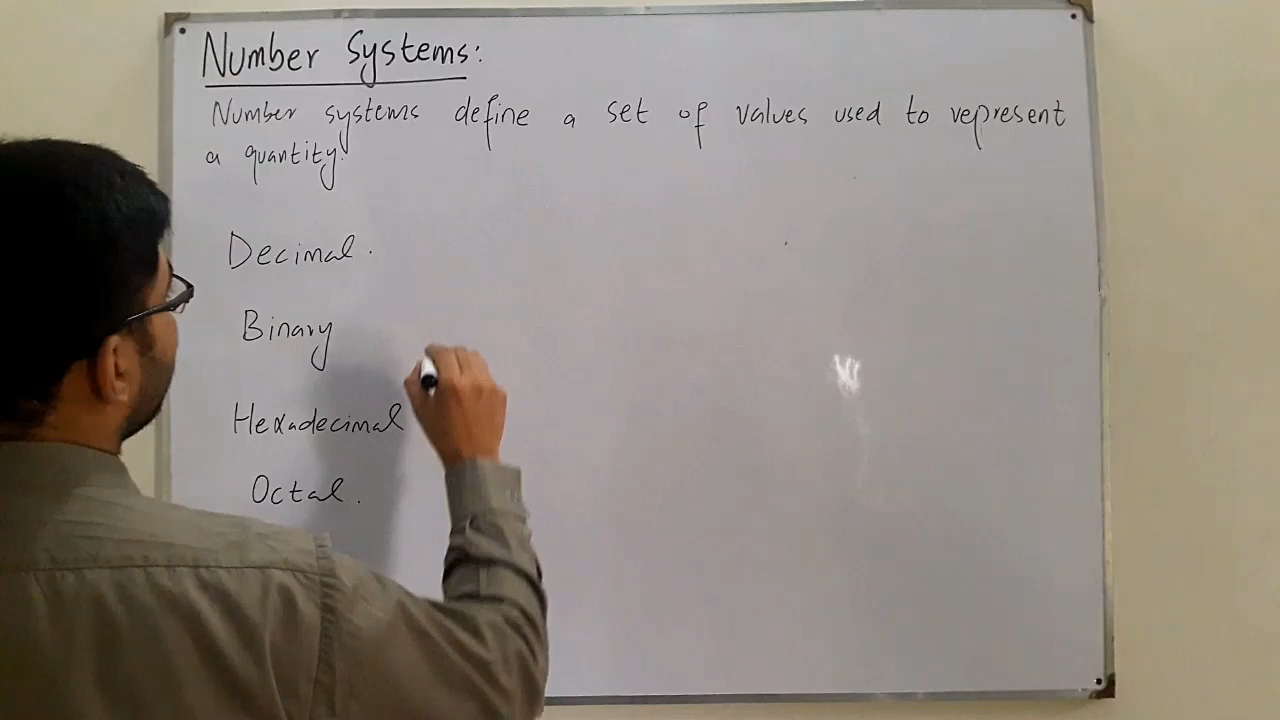 Number Systems:
Number systems define a set of values used to represent
a quantity.
Decimal.
Binary
Hexadecimal
Octal.